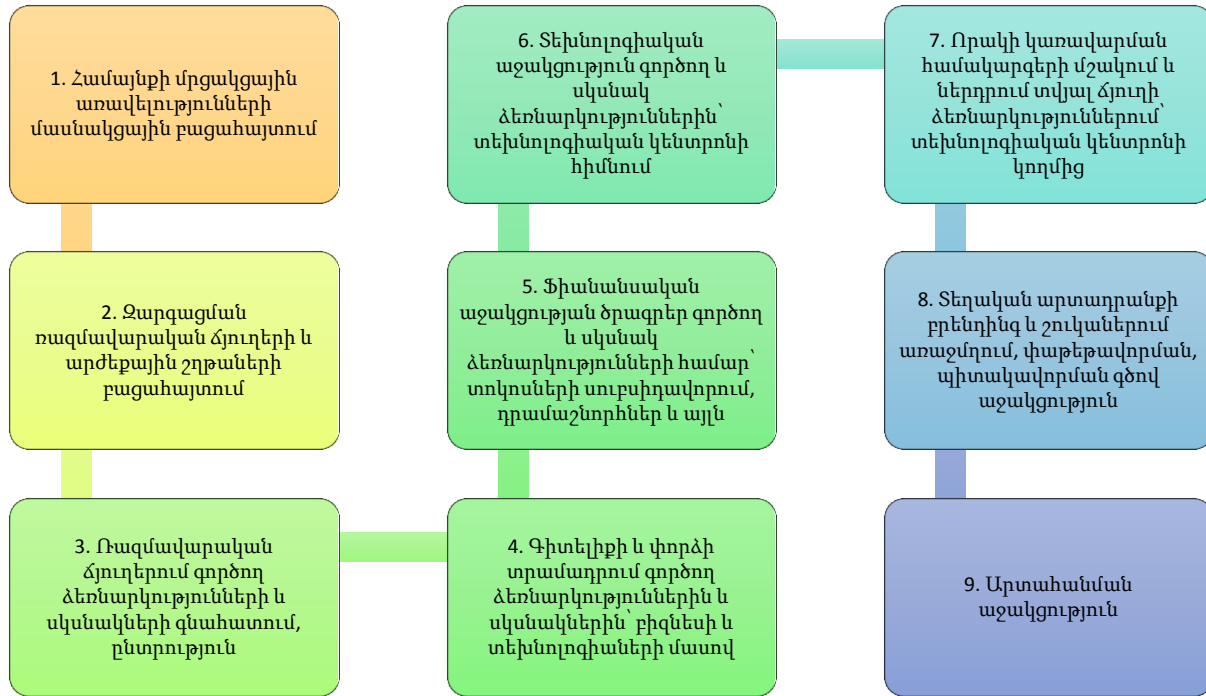 1. Համայնքի մրցակցային
առավելությունների
մասնակցային բացահայտում
2. Զարգացման
ռազմավարական ճյուղերի և
արժեքային շղթաների
բացահայտում
3. Ռազմավարական
ճյուղերում գործող
ձեռնարկությունների և
սկսնակների գնահատում,
ընտրություն
4. Գիտելիքի և փորձի
տրամադրում գործող
ձեռնարկություններին և
սկսնակներին՝ բիզնեսի և
տեխնոլոգիաների մասով
5. Ֆիանանսական
աջակցության ծրագրեր գործող
և սկսնակ
ձեռնարկությունների համար՝
տոկոսների սուբսիդավորում,
դրամաշնորհներ և այլն
6. Տեխնոլոգիական
աջակցություն գործող և
սկսնակ
ձեռնարկություններին՝
տեխնոլոգիական կենտրոնի
հիմնում
7. Որակի կառավարման
համակարգերի մշակում և
ներդրում տվյալ ճյուղի
ձեռնարկություններում՝
տեխնոլոգիական կենտրոնի
կողմից
8. Տեղական արտադրանքի
բրենդինգ և շուկաներում
առաջմղում, փաթեթավորման,
պիտակավորման գծով
աջակցություն
9. Արտահանման
աջակցություն